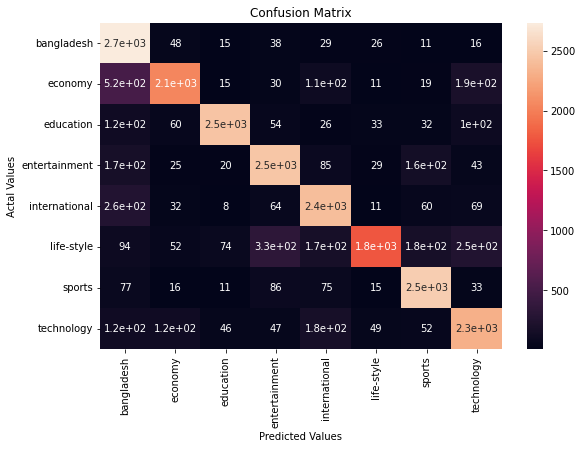 Confusion Matrix
bangladesh 2.7e+03 48 15 38 29 26 11 16
economy 5.2e+02 2.1e+03 15 30 1.1e+02 11 19 1.9e+02
education 1.2e+02 60 2.5e+03 54 26 33 32 1e+02
entertainment 1.7e+02 25 20 2.5e+03 85 29 1.6e+02 43
international 2.6e+02 32 8 64 2.4e+03 11 60 69
life-style 94 52 74 3.3e+02 1.7e+02 1.8e+03 1.8e+02 2.5e+02
sports 77 16 11 86 75 15 2.5e+03 33
technology 1.2e+02 1.2e+02 46 47 1.8e+02 49 52 2.3e+03
Actal Values
bangladesh
economy
education
entertainment
international
life-style
sports
technology
Predicted Values
2500
2000
1500
1000
500